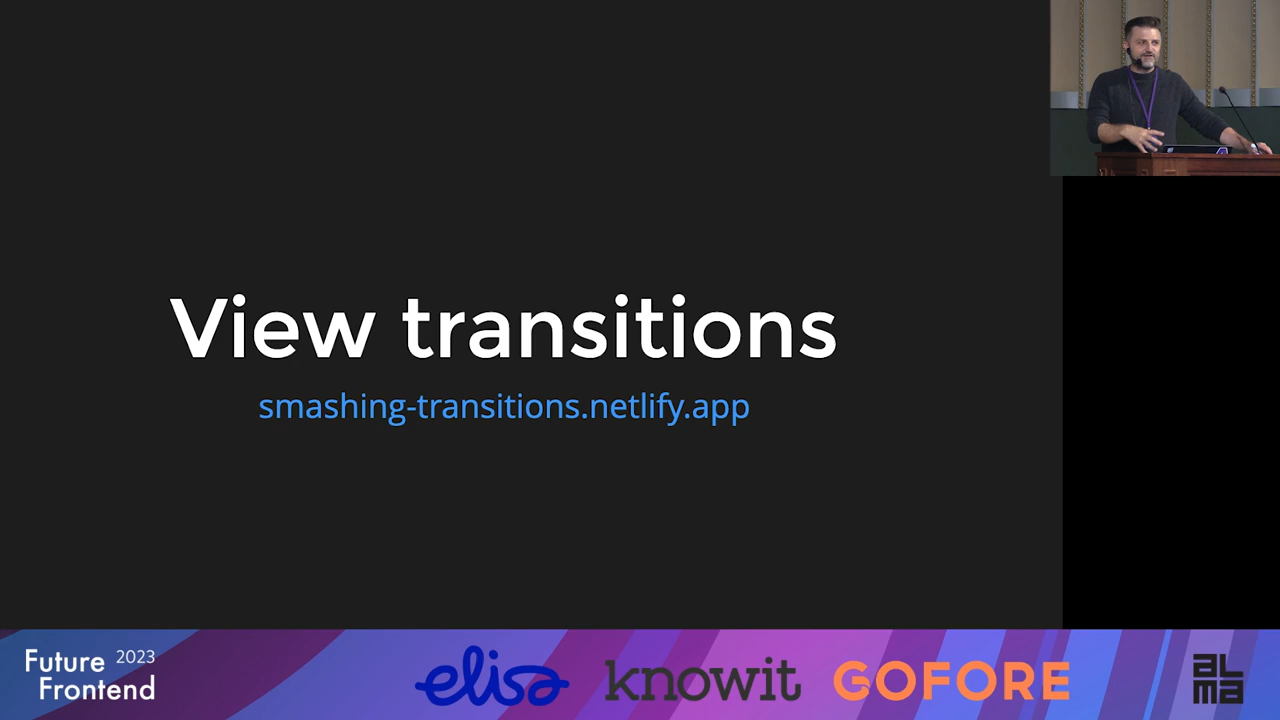 View transitions
smashing-transitions.netlify.app
Future 2023
Frontend
elisa
knowit
GOFORE
ALMA